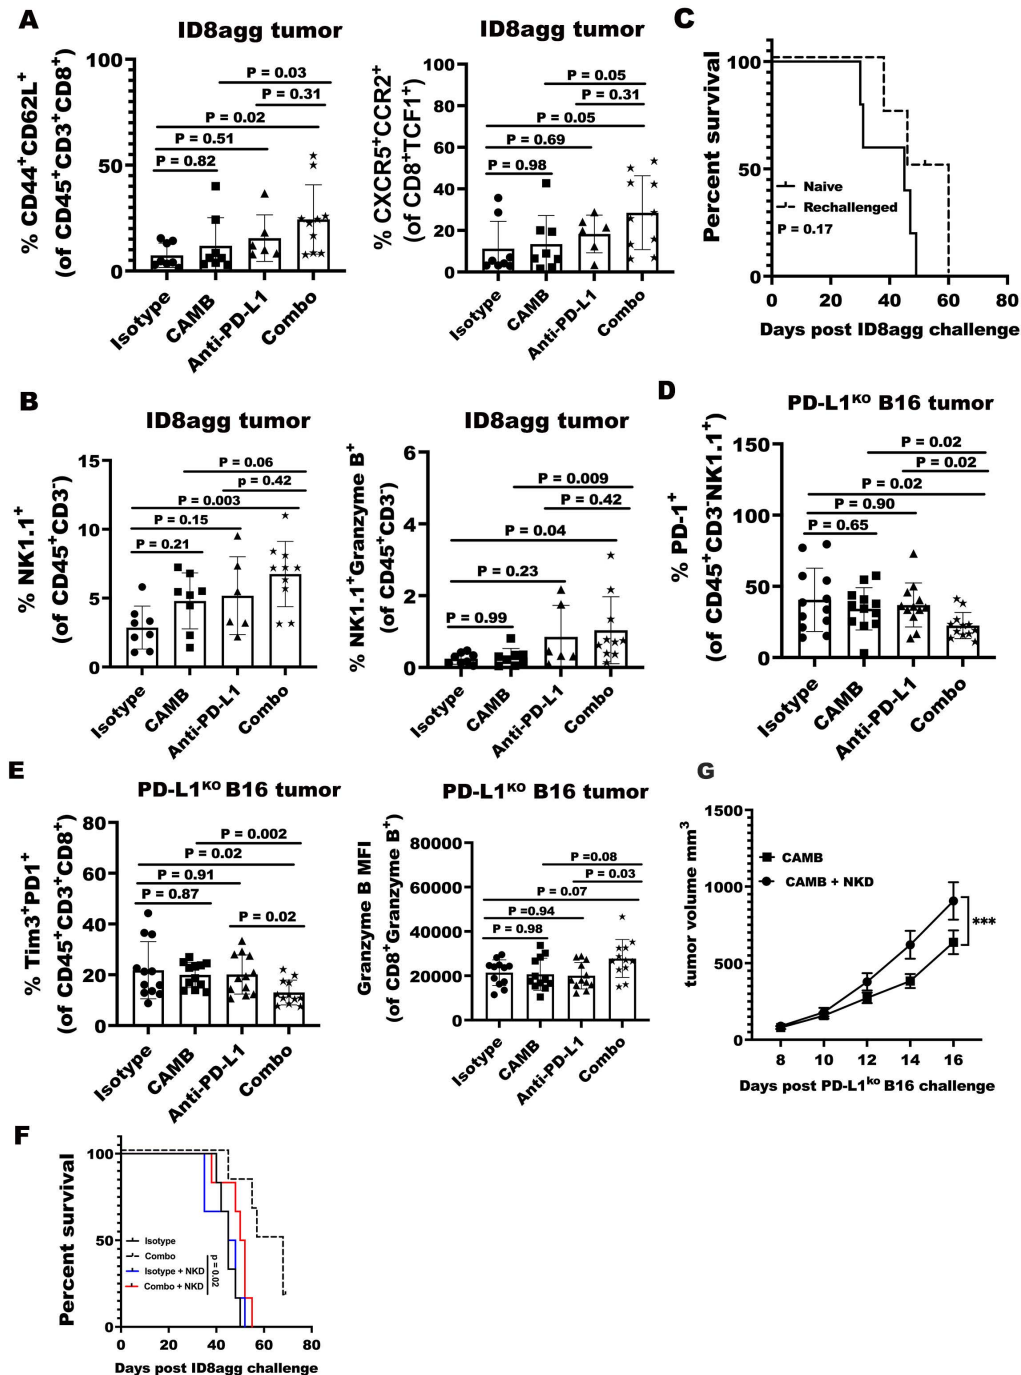 A
ID8agg tumor
% CD44⁺CD62L⁺
(of CD45⁺CD3⁺CD8⁺)
100
50
0
P = 0.03
P = 0.31
P = 0.02
P = 0.51
P = 0.82
Isotype
CAMB
Anti-PD-L1
Combo
ID8agg tumor
% CXCR5⁺CCR2⁺
(of CD8⁺TCF1⁺)
100
80
60
40
20
0
P = 0.05
P = 0.31
P = 0.05
P = 0.69
P = 0.98
Isotype
CAMB
Anti-PD-L1
Combo
C
Percent survival
100
50
0
Naive
Rechallenged
P = 0.17
0 20 40 60 80
Days post ID8agg challenge
B
ID8agg tumor
% NK1.1⁺
(of CD45⁺CD3⁻)
15
10
5
0
P = 0.06
p = 0.42
P = 0.003
P = 0.15
P = 0.21
Isotype
CAMB
Anti-PD-L1
Combo
ID8agg tumor
% NK1.1⁺Granzyme B⁺
(of CD45⁺CD3⁻)
6
4
2
0
P = 0.009
P = 0.42
P = 0.04
P = 0.23
P = 0.99
Isotype
CAMB
Anti-PD-L1
Combo
D
PD-L1ᴷᴼ B16 tumor
% PD-1⁺
(of CD45⁺CD3⁻NK1.1⁺)
150
100
50
0
P = 0.02
P = 0.02
P = 0.02
P = 0.90
P = 0.65
Isotype
CAMB
Anti-PD-L1
Combo
E
PD-L1ᴷᴼ B16 tumor
% Tim3⁺PD1⁺
(of CD45⁺CD3⁺CD8⁺)
80
60
40
20
0
P = 0.002
P = 0.02
P = 0.91
P = 0.87
P = 0.02
Isotype
CAMB
Anti-PD-L1
Combo
PD-L1ᴷᴼ B16 tumor
Granzyme B MFI
(of CD8⁺Granzyme B⁺)
80000
60000
40000
20000
0
P =0.08
P = 0.03
P = 0.07
P =0.94
P = 0.98
Isotype
CAMB
Anti-PD-L1
Combo
G
tumor volume mm³
1500
1000
500
0
CAMB
CAMB + NKD
***
8 10 12 14 16
Days post PD-L1ᵏᵒ B16 challenge
F
Percent survival
100
50
0
Isotype
Combo
Isotype + NKD
Combo + NKD
p = 0.02
0 20 40 60 80
Days post ID8agg challenge